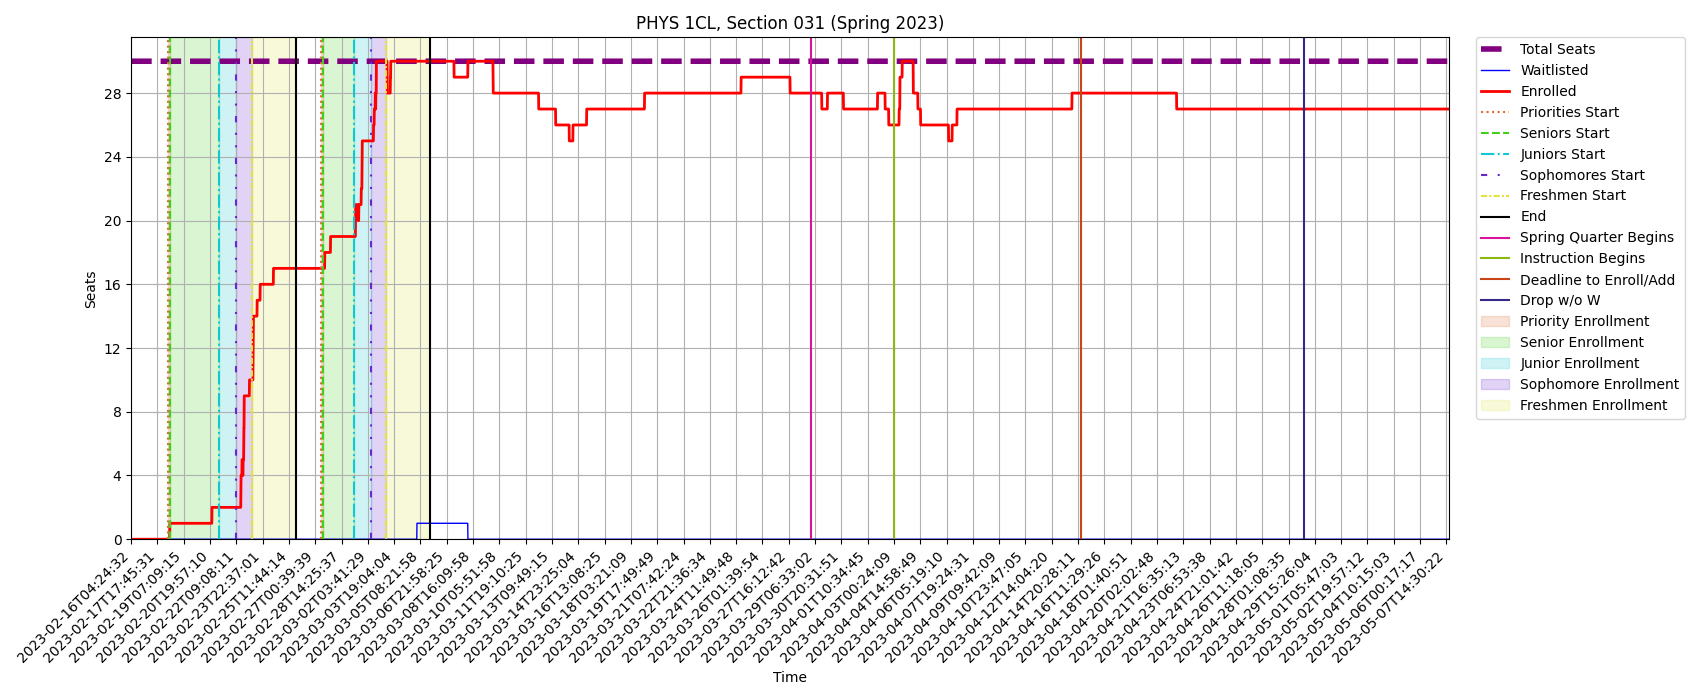 PHYS 1CL, Section 031 (Spring 2023)
Seats
28
24
20
16
12
8
4
0
2023-02-16T04:24:32
2023-02-17T17:45:31
2023-02-19T07:09:15
2023-02-20T19:57:10
2023-02-22T09:08:11
2023-02-23T22:37:01
2023-02-25T11:44:14
2023-02-27T00:39:39
2023-02-28T14:25:37
2023-03-02T03:41:29
2023-03-03T19:04:04
2023-03-05T08:21:58
2023-03-06T21:58:25
2023-03-08T16:09:58
2023-03-10T05:51:58
2023-03-11T19:10:25
2023-03-13T09:49:15
2023-03-14T23:25:04
2023-03-16T13:08:25
2023-03-18T03:21:09
2023-03-19T17:49:49
2023-03-21T07:42:24
2023-03-22T21:36:34
2023-03-24T11:49:48
2023-03-26T01:39:54
2023-03-27T16:12:42
2023-03-29T06:33:02
2023-03-30T20:31:51
2023-04-01T10:34:45
2023-04-03T00:24:09
2023-04-04T14:58:49
2023-04-06T05:19:10
2023-04-07T19:24:31
2023-04-09T09:42:09
2023-04-10T23:47:05
2023-04-12T14:04:20
2023-04-14T20:28:11
2023-04-16T11:29:26
2023-04-18T01:40:51
2023-04-20T02:02:48
2023-04-21T16:35:13
2023-04-23T06:53:38
2023-04-24T21:01:42
2023-04-26T11:18:05
2023-04-28T01:08:35
2023-04-29T15:26:04
2023-05-01T05:47:03
2023-05-02T19:57:12
2023-05-04T10:15:03
2023-05-06T00:17:17
2023-05-07T14:30:22
Time
Total Seats
Waitlisted
Enrolled
Priorities Start
Seniors Start
Juniors Start
Sophomores Start
Freshmen Start
End
Spring Quarter Begins
Instruction Begins
Deadline to Enroll/Add
Drop w/o W
Priority Enrollment
Senior Enrollment
Junior Enrollment
Sophomore Enrollment
Freshmen Enrollment